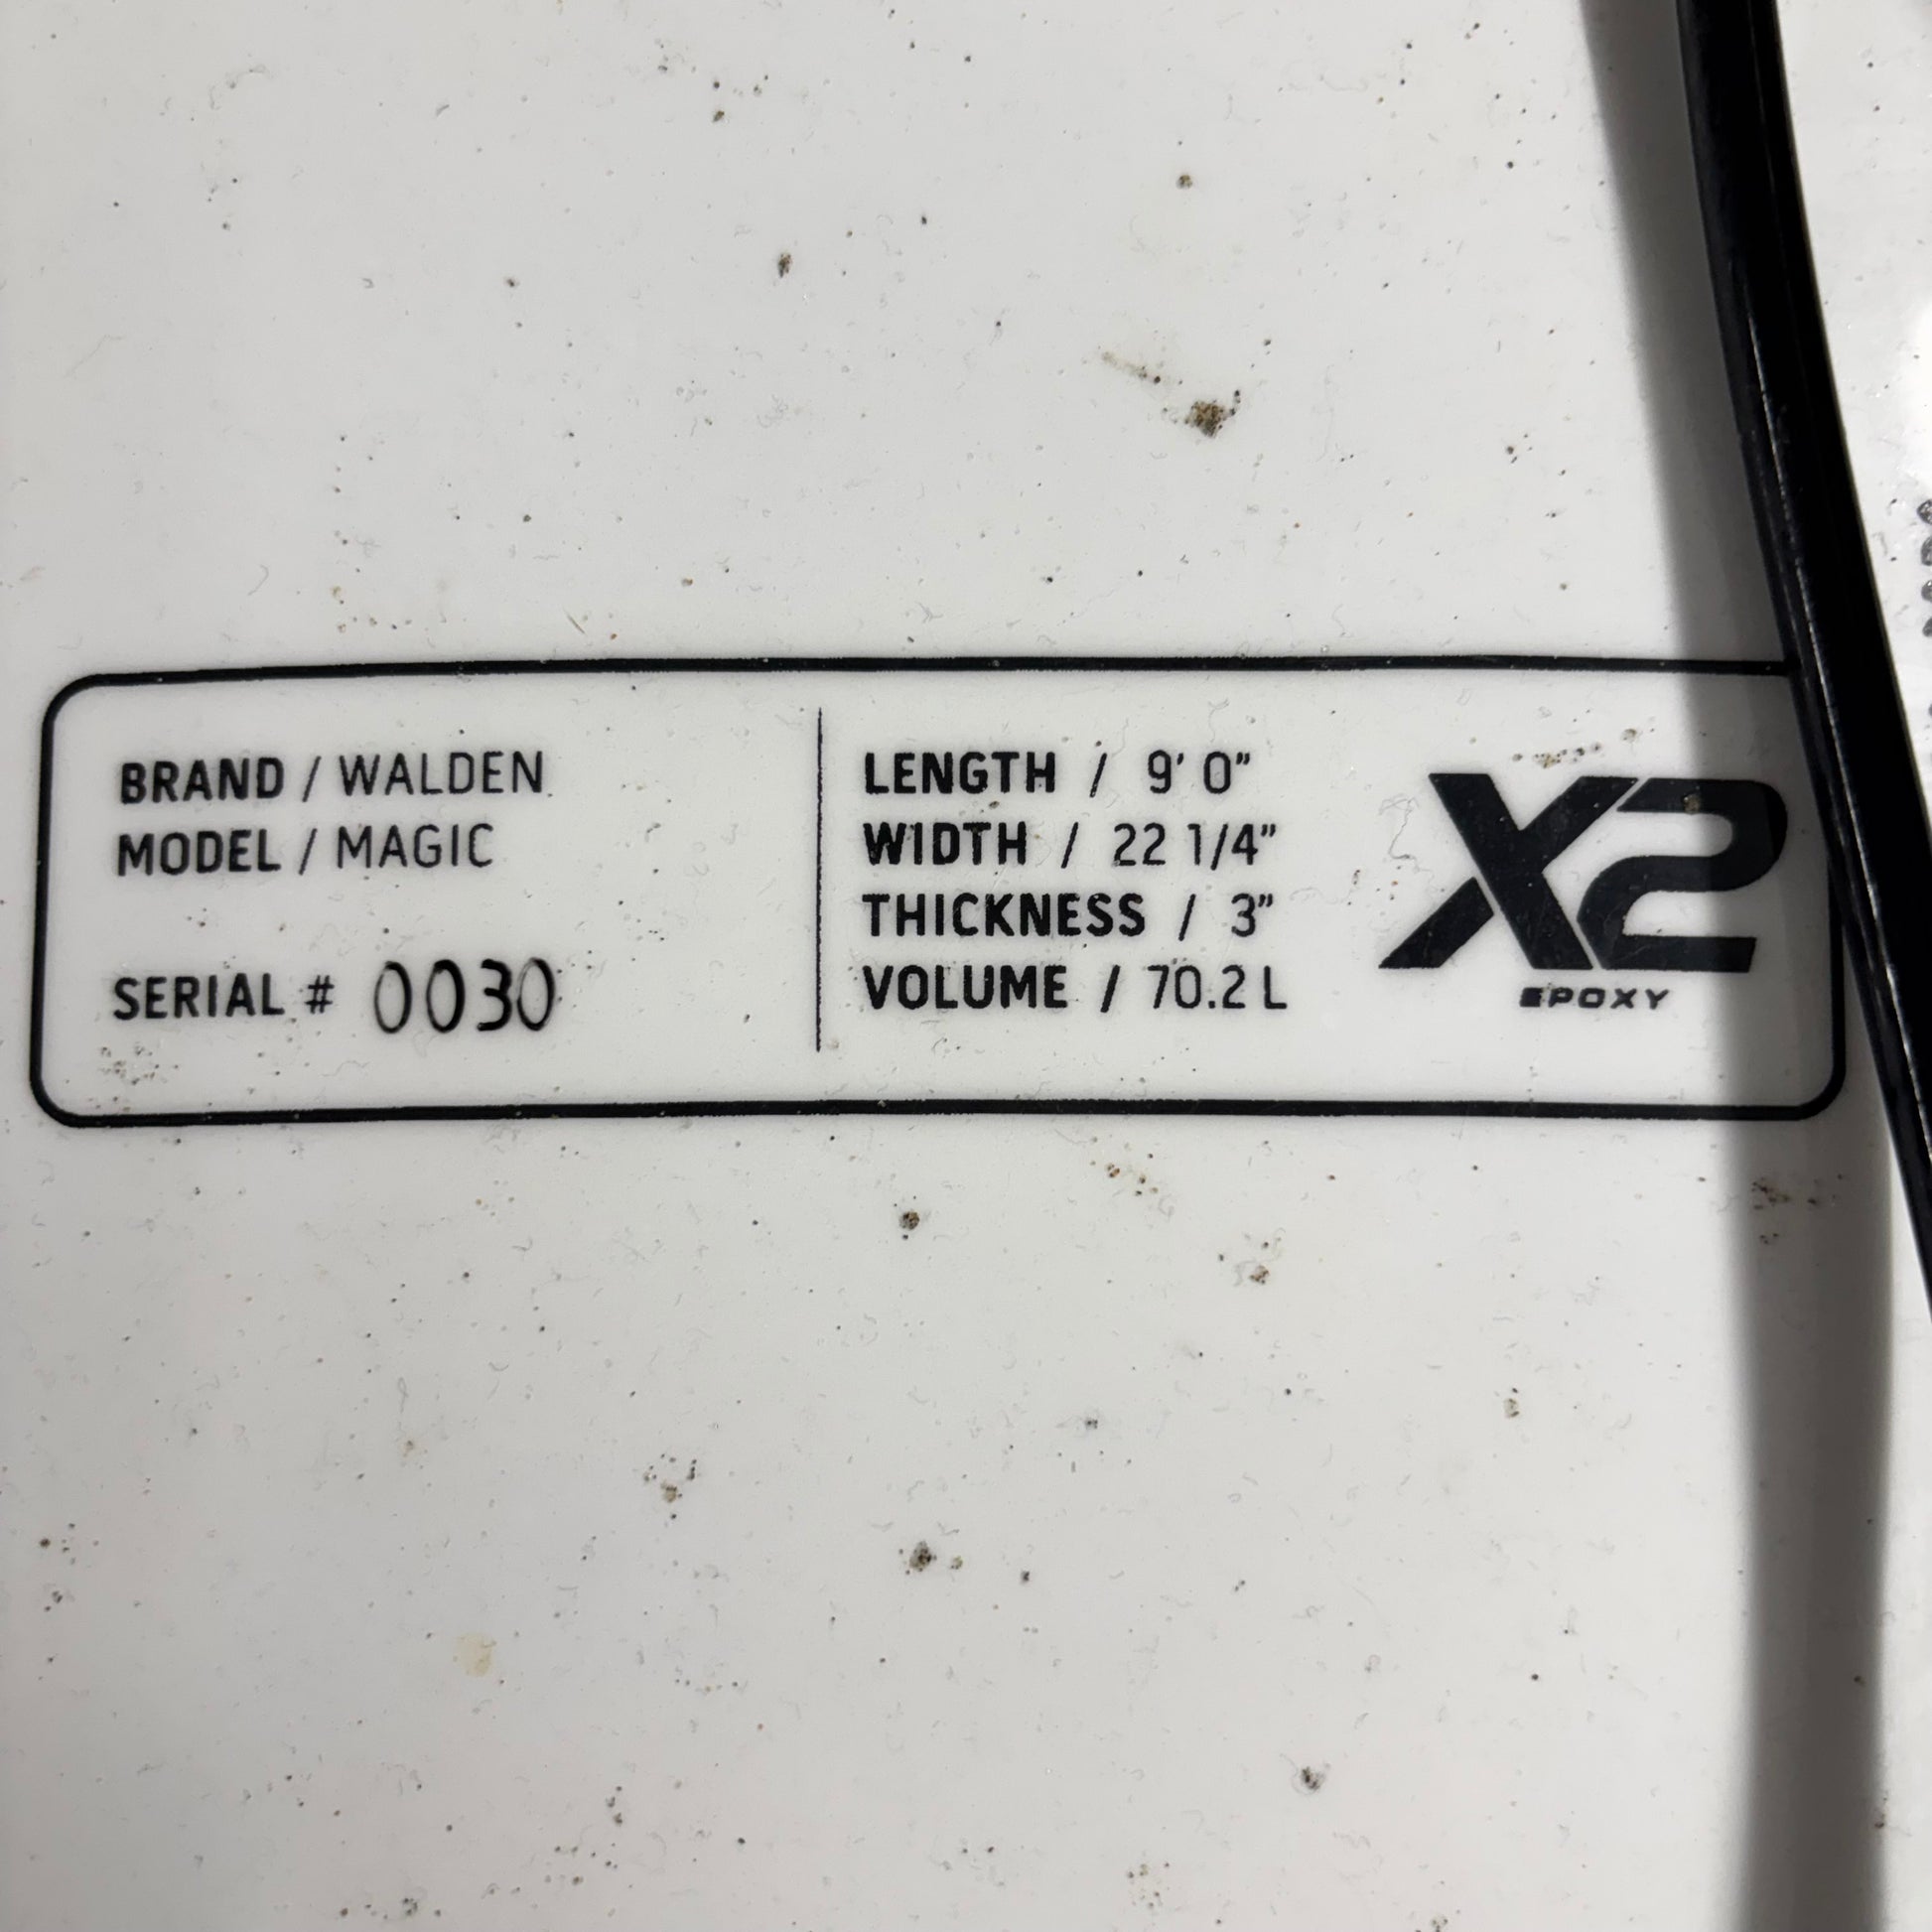 BRAND / WALDEN
MODEL / MAGIC
SERIAL # 0030
LENGTH / 9' 0"
WIDTH / 22 1/4"
THICKNESS / 3"
VOLUME / 70.2 L
X2
EPOXY